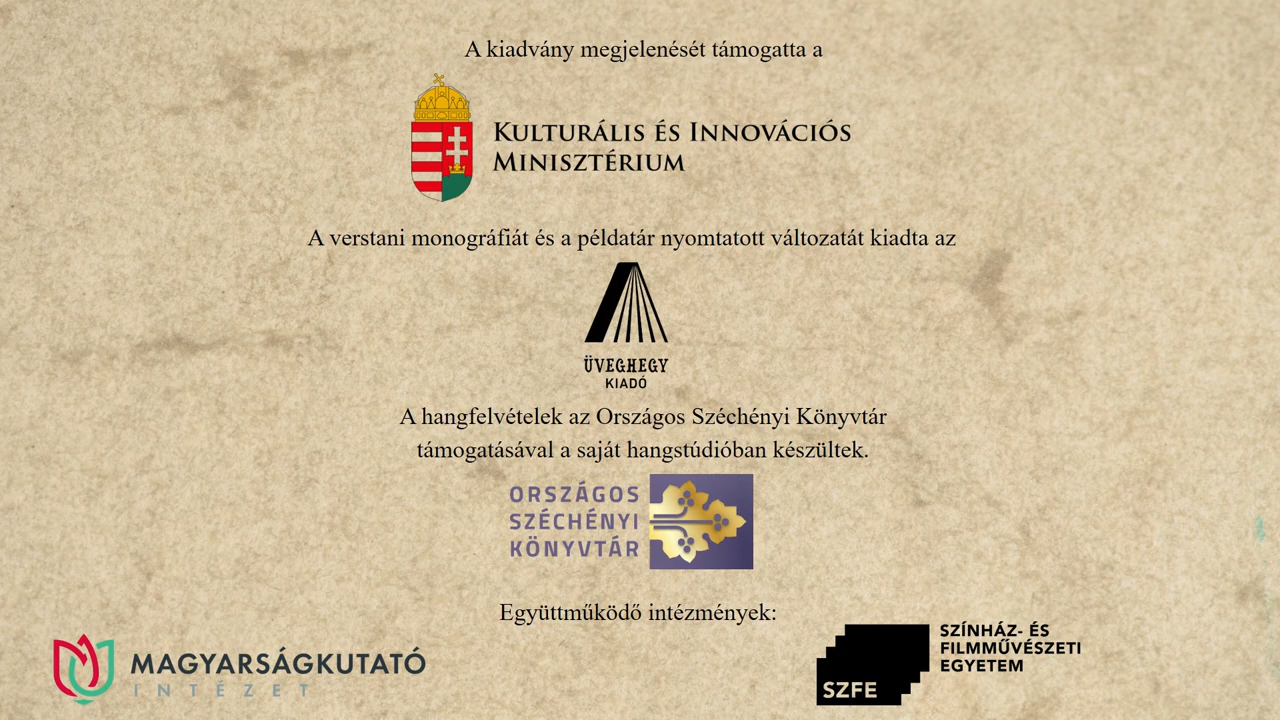 A kiadvány megjelenését támogatta a
Kulturális és Innovációs
Minisztérium
A verstani monográfiát és a példatár nyomtatott változatát kiadta az
ÜVEGHEGY
KIADÓ
A hangfelvételek az Országos Széchényi Könyvtár
támogatásával a saját hangstúdióban készültek.
ORSZÁGOS
SZÉCHÉNYI
KÖNYVTÁR
Együttműködő intézmények:
MAGYARSÁGKUTATÓ
INTÉZET
SZFE
SZÍNHÁZ- ÉS
FILMMŰVÉSZETI
EGYETEM